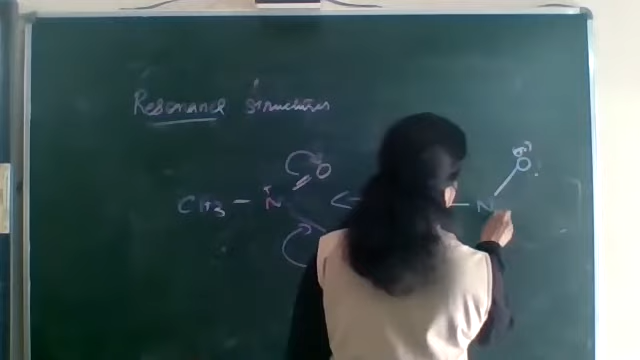 Resonance structures
O O
CH3 - N N